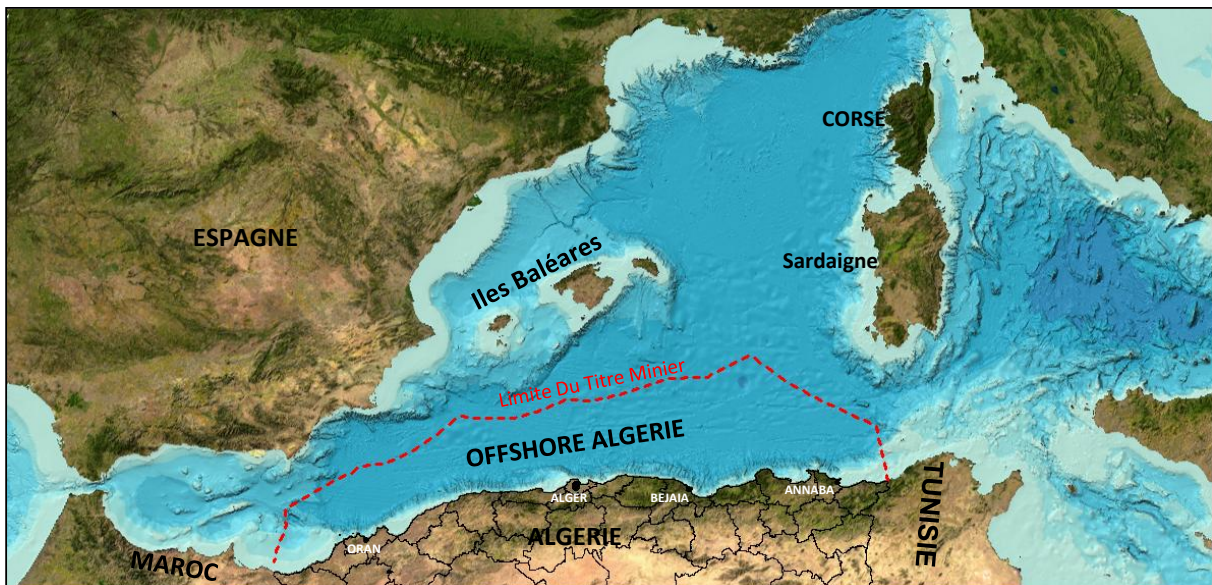 CORSE
ESPAGNE
Iles Baléares
Sardaigne
Limite Du Titre Minier
OFFSHORE ALGERIE
TUNISIE
ALGER
BEJAIA
ANNABA
ALGERIE
ORAN
MAROC